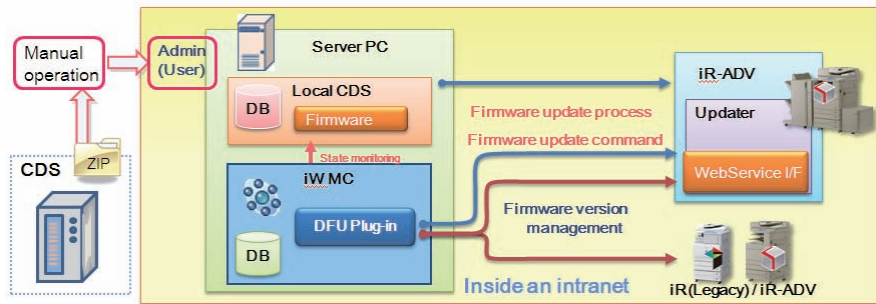 Manual
operation
Admin
(User)
ZIP
CDS
Server PC
Local CDS
DB
Firmware
State monitoring
iW MC
DFU Plug-in
DB
Firmware update process
Firmware update command
Firmware version
management
Inside an intranet
iR-ADV
Updater
WebService I/F
iR(Legacy) / iR-ADV